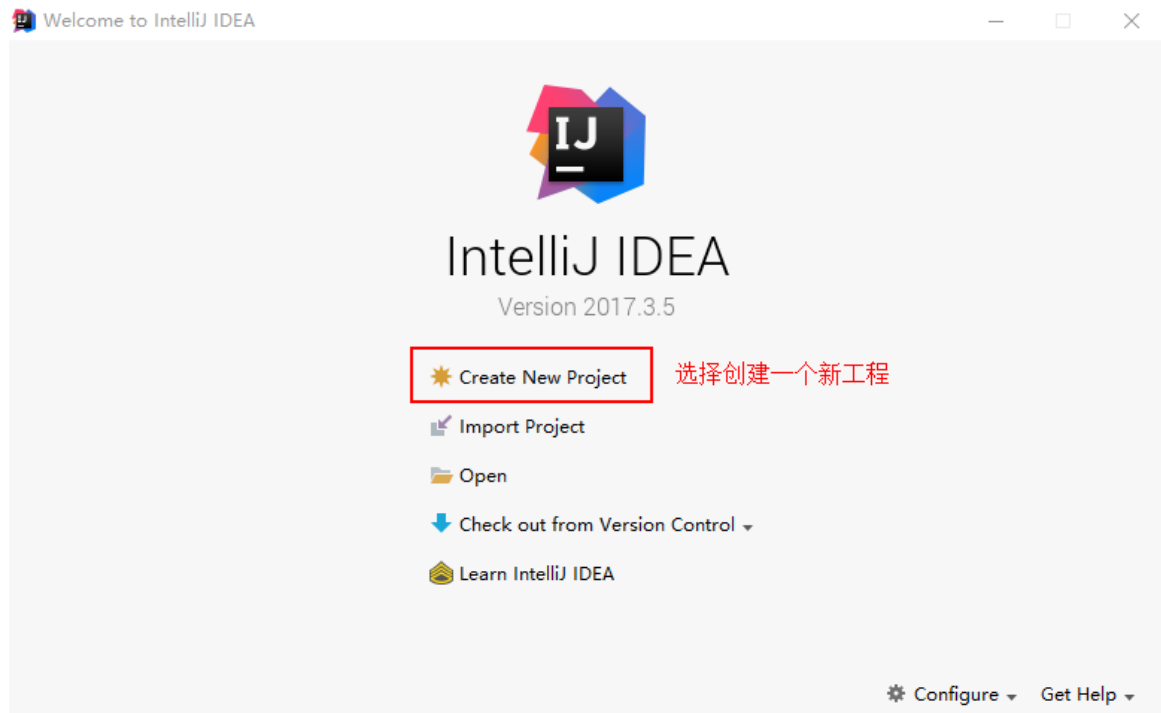 Welcome to IntelliJ IDEA
IJ
IntelliJ IDEA
Version 2017.3.5
Create New Project 选择创建一个新工程
Import Project
Open
Check out from Version Control
Learn IntelliJ IDEA
Configure Get Help